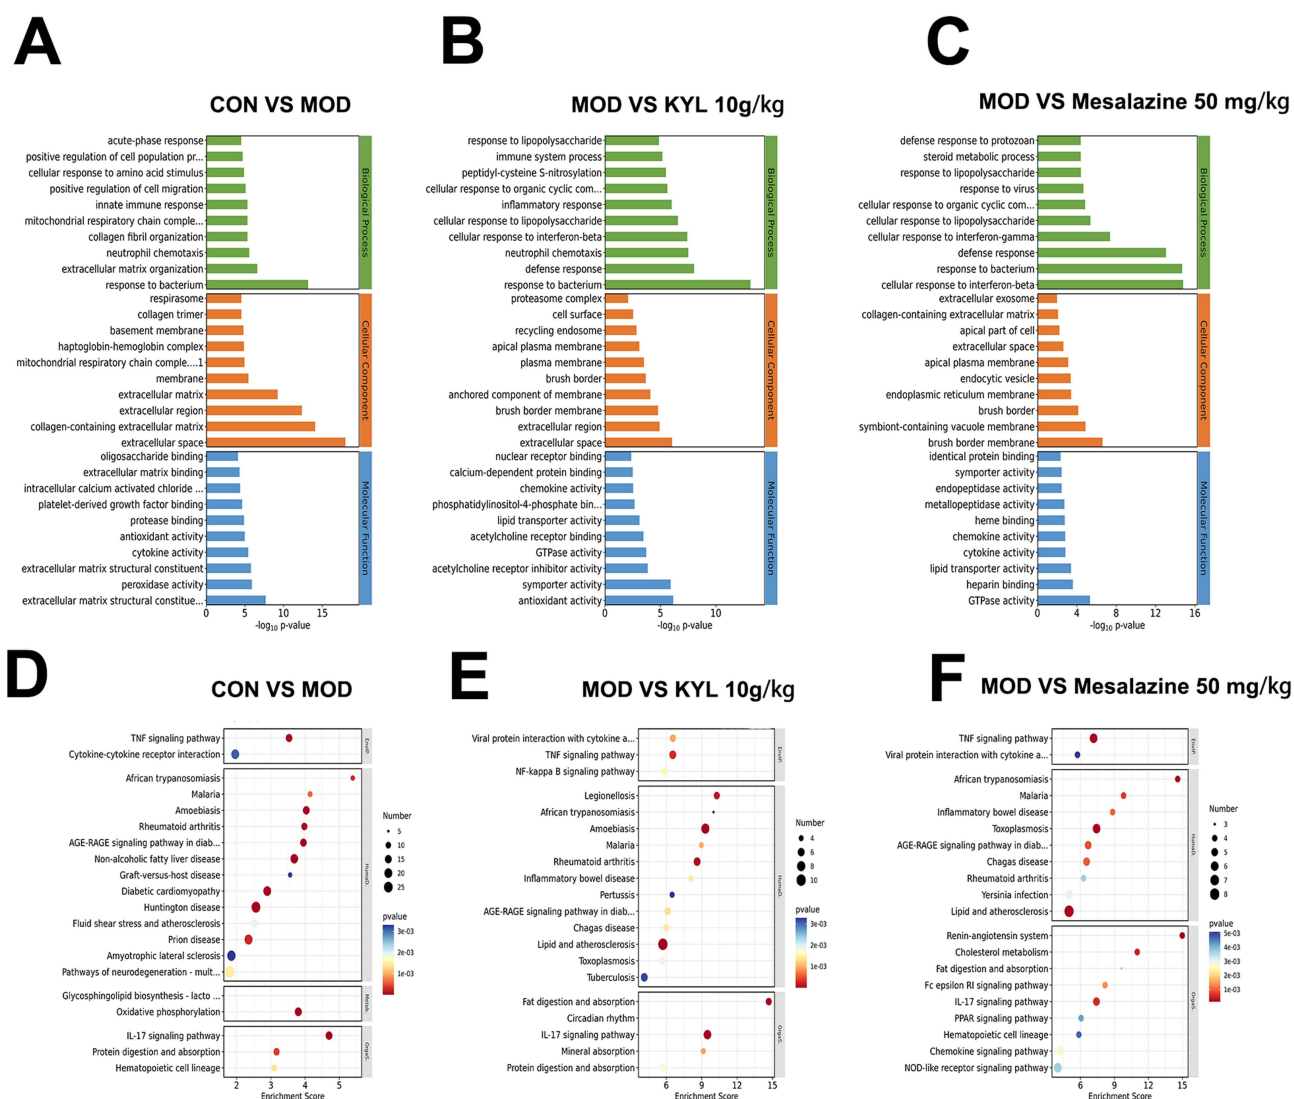 A
CON VS MOD
acute-phase response
positive regulation of cell population pr...
cellular response to amino acid stimulus
positive regulation of cell migration
innate immune response
mitochondrial respiratory chain comple...
collagen fibril organization
neutrophil chemotaxis
extracellular matrix organization
response to bacterium
respirasome
collagen trimer
basement membrane
haptoglobin-hemoglobin complex
mitochondrial respiratory chain comple....1
membrane
extracellular matrix
extracellular region
collagen-containing extracellular matrix
extracellular space
oligosaccharide binding
extracellular matrix binding
intracellular calcium activated chloride ...
platelet-derived growth factor binding
protease binding
antioxidant activity
cytokine activity
extracellular matrix structural constituent
peroxidase activity
extracellular matrix structural constitue...
0 5 10 15
-log₁₀ p-value
Biological Process
Cellular Component
Molecular Function
B
MOD VS KYL 10g/kg
response to lipopolysaccharide
immune system process
peptidyl-cysteine S-nitrosylation
cellular response to organic cyclic com...
inflammatory response
cellular response to lipopolysaccharide
cellular response to interferon-beta
neutrophil chemotaxis
defense response
response to bacterium
proteasome complex
cell surface
recycling endosome
apical plasma membrane
plasma membrane
brush border
anchored component of membrane
brush border membrane
extracellular region
extracellular space
nuclear receptor binding
calcium-dependent protein binding
chemokine activity
phosphatidylinositol-4-phosphate bin...
lipid transporter activity
acetylcholine receptor binding
GTPase activity
acetylcholine receptor inhibitor activity
symporter activity
antioxidant activity
0 5 10
-log₁₀ p-value
Biological Process
Cellular Component
Molecular Function
C
MOD VS Mesalazine 50 mg/kg
defense response to protozoan
steroid metabolic process
response to lipopolysaccharide
response to virus
cellular response to organic cyclic com...
cellular response to lipopolysaccharide
cellular response to interferon-gamma
defense response
response to bacterium
cellular response to interferon-beta
extracellular exosome
collagen-containing extracellular matrix
apical part of cell
extracellular space
apical plasma membrane
endocytic vesicle
endoplasmic reticulum membrane
brush border
symbiont-containing vacuole membrane
brush border membrane
identical protein binding
symporter activity
endopeptidase activity
metallopeptidase activity
heme binding
chemokine activity
cytokine activity
lipid transporter activity
heparin binding
GTPase activity
0 4 8 12 16
-log₁₀ p-value
Biological Process
Cellular Component
Molecular Function
D
CON VS MOD
TNF signaling pathway
Cytokine-cytokine receptor interaction
African trypanosomiasis
Malaria
Amoebiasis
Rheumatoid arthritis
AGE-RAGE signaling pathway in diab...
Non-alcoholic fatty liver disease
Graft-versus-host disease
Diabetic cardiomyopathy
Huntington disease
Fluid shear stress and atherosclerosis
Prion disease
Amyotrophic lateral sclerosis
Pathways of neurodegeneration - mult...
Glycosphingolipid biosynthesis - lacto ...
Oxidative phosphorylation
IL-17 signaling pathway
Protein digestion and absorption
Hematopoietic cell lineage
2 3 4 5
Enrichment Score
EnvIP.
HumaD.
Metab.
OrgaS.
Number
5
10
15
20
25
pvalue
3e-03
2e-03
1e-03
E
MOD VS KYL 10g/kg
Viral protein interaction with cytokine a...
TNF signaling pathway
NF-kappa B signaling pathway
Legionellosis
African trypanosomiasis
Amoebiasis
Malaria
Rheumatoid arthritis
Inflammatory bowel disease
Pertussis
AGE-RAGE signaling pathway in diab...
Chagas disease
Lipid and atherosclerosis
Toxoplasmosis
Tuberculosis
Fat digestion and absorption
Circadian rhythm
IL-17 signaling pathway
Mineral absorption
Protein digestion and absorption
6 9 12 15
Enrichment Score
EnvIP.
HumaD.
OrgaS.
Number
4
6
8
10
pvalue
3e-03
2e-03
1e-03
F
MOD VS Mesalazine 50 mg/kg
TNF signaling pathway
Viral protein interaction with cytokine a...
African trypanosomiasis
Malaria
Inflammatory bowel disease
Toxoplasmosis
AGE-RAGE signaling pathway in diab...
Chagas disease
Rheumatoid arthritis
Yersinia infection
Lipid and atherosclerosis
Renin-angiotensin system
Cholesterol metabolism
Fat digestion and absorption
Fc epsilon RI signaling pathway
IL-17 signaling pathway
PPAR signaling pathway
Hematopoietic cell lineage
Chemokine signaling pathway
NOD-like receptor signaling pathway
6 9 12 15
Enrichment Score
EnvIP.
HumaD.
OrgaS.
Number
3
4
5
6
7
8
pvalue
5e-03
4e-03
3e-03
2e-03
1e-03